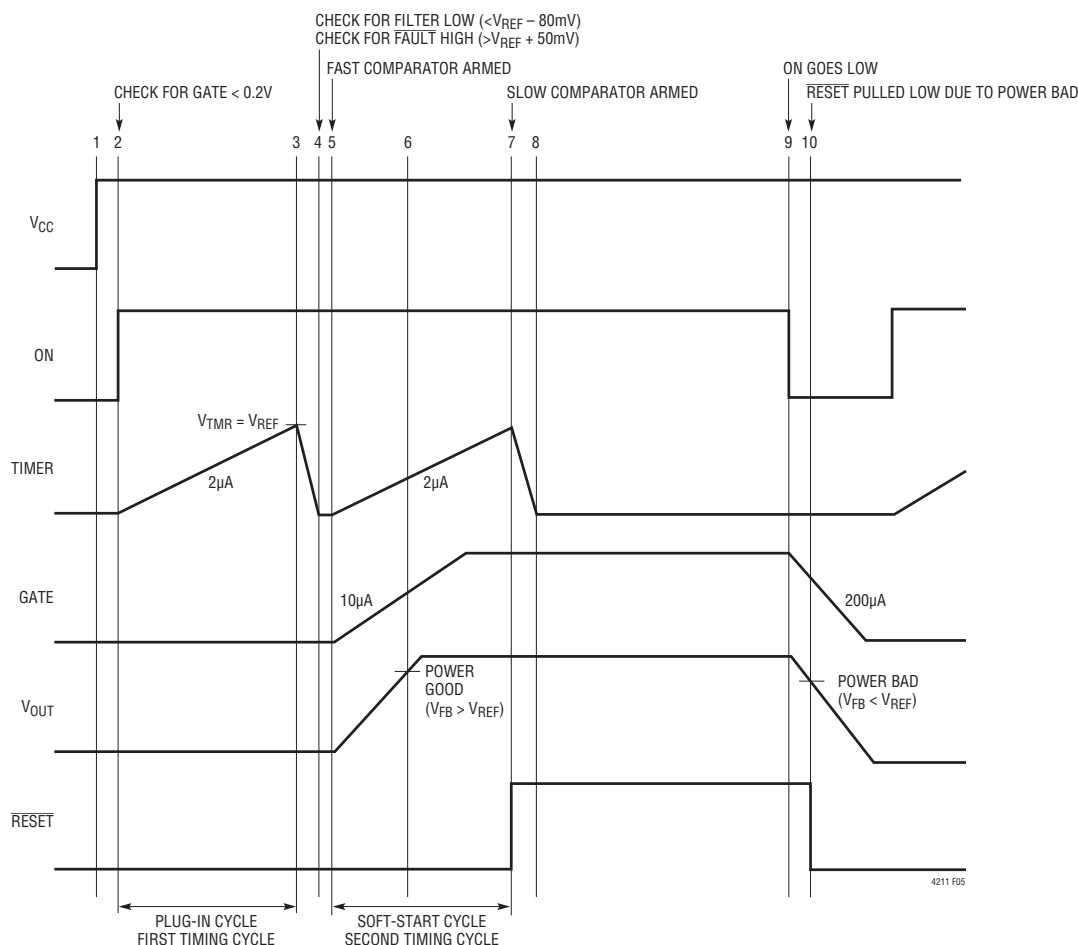 CHECK FOR FILTER LOW (<VREF – 80mV)
CHECK FOR FAULT HIGH (>VREF + 50mV)
FAST COMPARATOR ARMED
ON GOES LOW
CHECK FOR GATE < 0.2V
SLOW COMPARATOR ARMED
RESET PULLED LOW DUE TO POWER BAD
1 2 3 4 5 6 7 8 9 10
VCC
ON
VTMR = VREF
TIMER
2µA
2µA
GATE
10µA
200µA
POWER
GOOD
(VFB > VREF)
POWER BAD
(VFB < VREF)
VOUT
RESET
4211 F05
PLUG-IN CYCLE
FIRST TIMING CYCLE
SOFT-START CYCLE
SECOND TIMING CYCLE